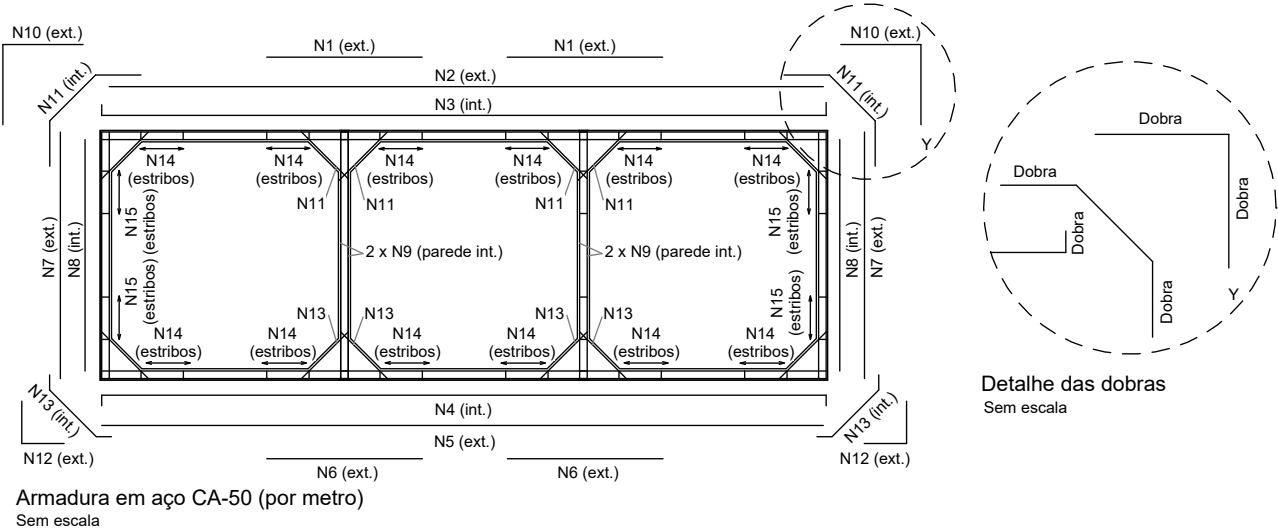 N10 (ext.)
N1 (ext.)
N1 (ext.)
N10 (ext.)
N2 (ext.)
N11 (int.)
N11 (int.)
N3 (int.)
Y
N14
(estribos)
N14
(estribos)
N14
(estribos)
N14
(estribos)
N14
(estribos)
N14
(estribos)
N11
N11
N11
N11
N15
(estribos)
N15
(estribos)
N7 (ext.)
N8 (int.)
2 x N9 (parede int.)
2 x N9 (parede int.)
N8 (int.)
N7 (ext.)
N15
(estribos)
N15
(estribos)
N13
N13
N13
N13
N14
(estribos)
N14
(estribos)
N14
(estribos)
N14
(estribos)
N14
(estribos)
N14
(estribos)
N13 (int.)
N13 (int.)
N4 (int.)
N5 (ext.)
N12 (ext.)
N6 (ext.)
N6 (ext.)
N12 (ext.)
Armadura em aço CA-50 (por metro)
Sem escala
Dobra
Dobra
Dobra
Dobra
Dobra
Y
Detalhe das dobras
Sem escala